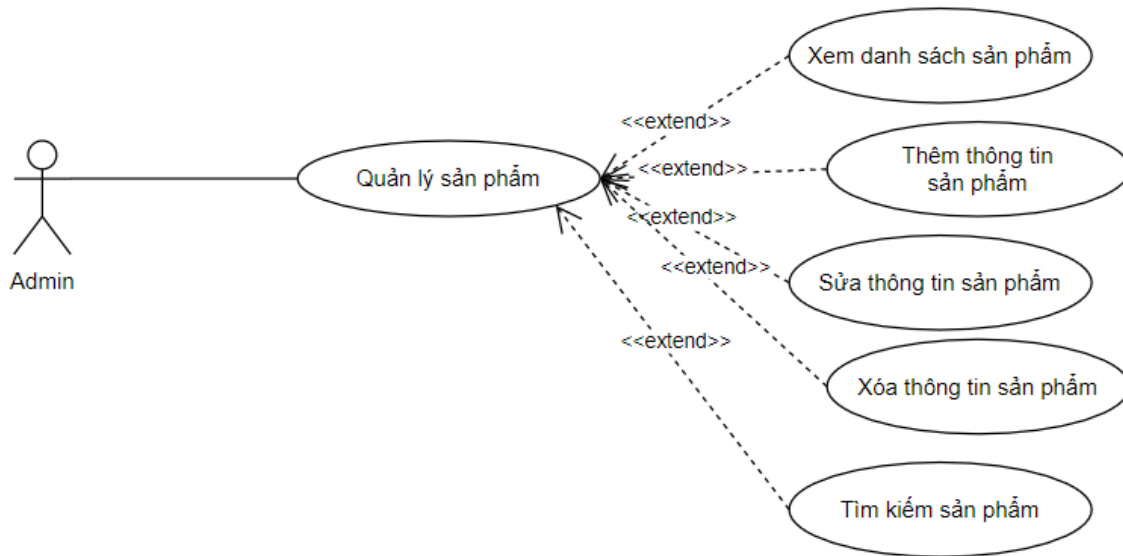 Xem danh sách sản phẩm
<<extend>>
Thêm thông tin
sản phẩm
<<extend>>
Quản lý sản phẩm
<<extend>>
Admin
<<extend>>
Sửa thông tin sản phẩm
<<extend>>
Xóa thông tin sản phẩm
Tìm kiếm sản phẩm